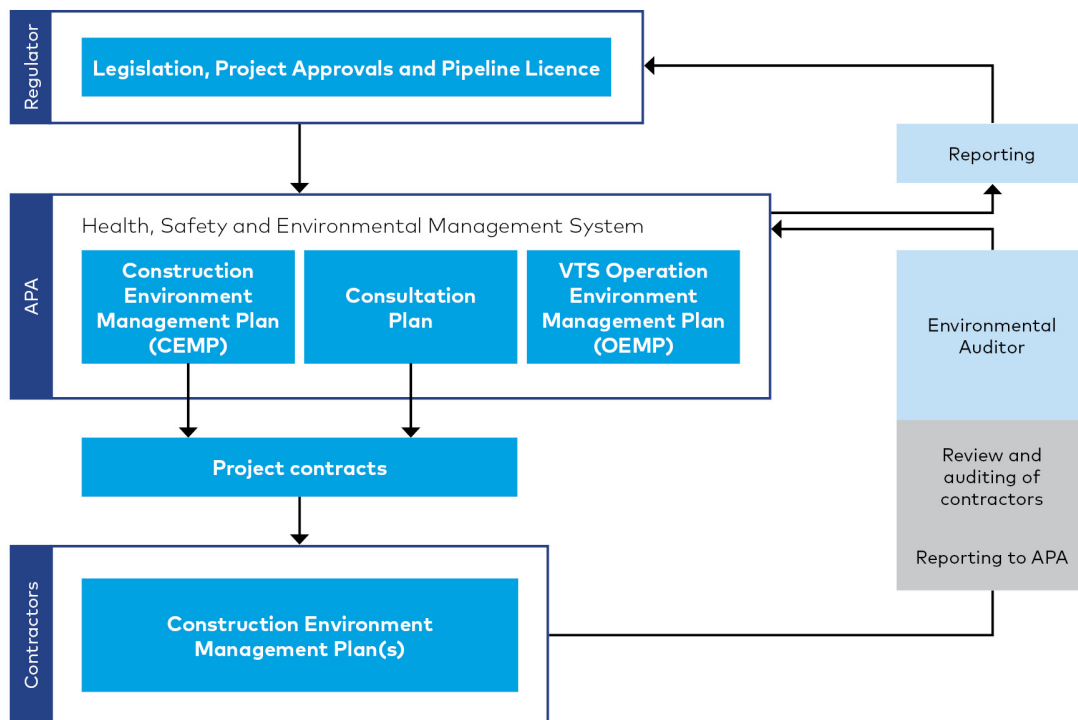 Regulator
Legislation, Project Approvals and Pipeline Licence
Reporting
APA
Health, Safety and Environmental Management System
Construction
Environment
Management Plan
(CEMP)
Consultation
Plan
VTS Operation
Environment
Management Plan
(OEMP)
Environmental
Auditor
Project contracts
Review and
auditing of
contractors
Reporting to APA
Contractors
Construction Environment
Management Plan(s)